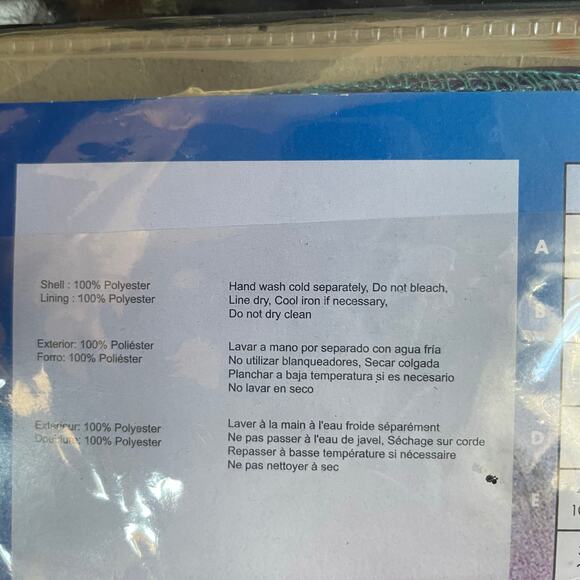 Shell : 100% Polyester
Lining : 100% Polyester
Hand wash cold separately, Do not bleach,
Line dry, Cool iron if necessary,
Do not dry clean
Exterior: 100% Poliéster
Forro: 100% Poliéster
Lavar a mano por separado con agua fría
No utilizar blanqueadores, Secar colgada
Planchar a baja temperatura si es necesario
No lavar en seco
100% Polyester
100% Polyester
Laver à la main à l'eau froide séparément
Ne pas passer à l'eau de javel, Séchage sur corde
Repasser à basse température si nécessaire
Ne pas nettoyer à sec
A
B
D
E